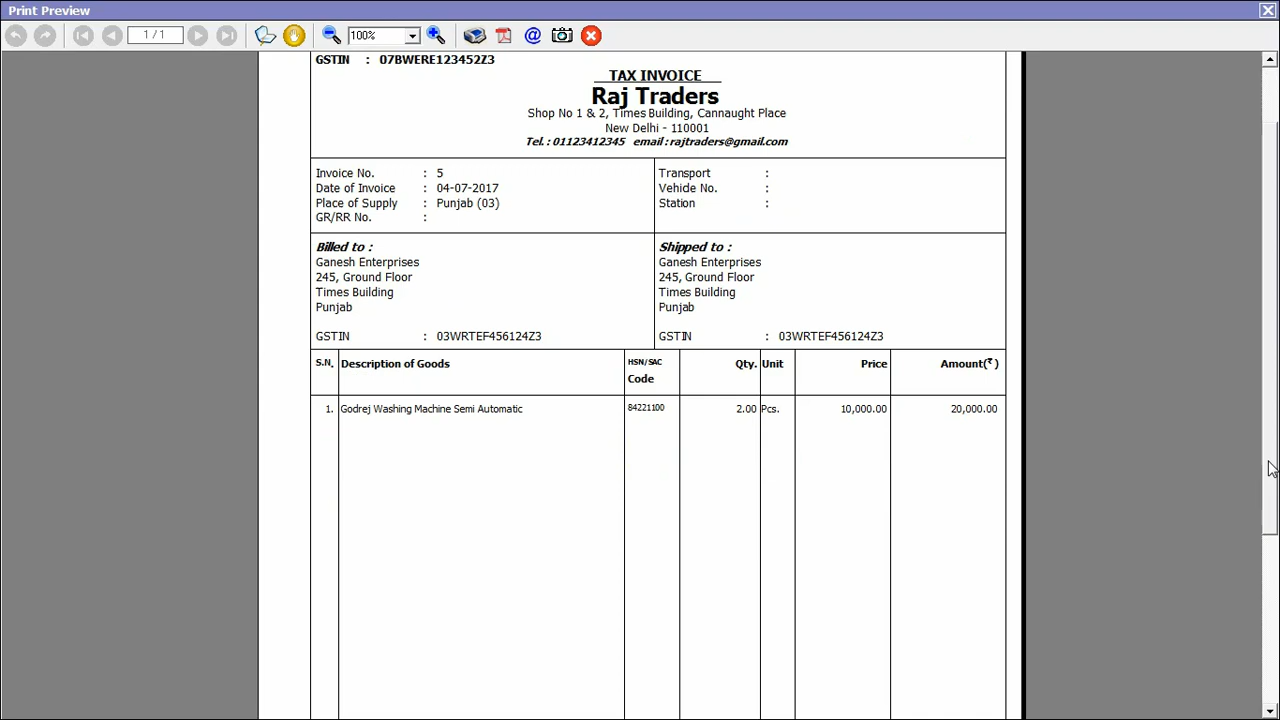 Print Preview
1 / 1
100%
GSTIN : 07BWERE123452Z3
TAX INVOICE
Raj Traders
Shop No 1 & 2, Times Building, Cannaught Place
New Delhi - 110001
Tel. : 01123412345 email : rajtraders@gmail.com
Invoice No. : 5
Date of Invoice : 04-07-2017
Place of Supply : Punjab (03)
GR/RR No. :
Transport :
Vehicle No. :
Station :
Billed to :
Ganesh Enterprises
245, Ground Floor
Times Building
Punjab
GSTIN : 03WRTEF456124Z3
Shipped to :
Ganesh Enterprises
245, Ground Floor
Times Building
Punjab
GSTIN : 03WRTEF456124Z3
S.N. Description of Goods HSN/SAC Code Qty. Unit Price Amount(₹)
1. Godrej Washing Machine Semi Automatic 84221100 2.00 Pcs. 10,000.00 20,000.00